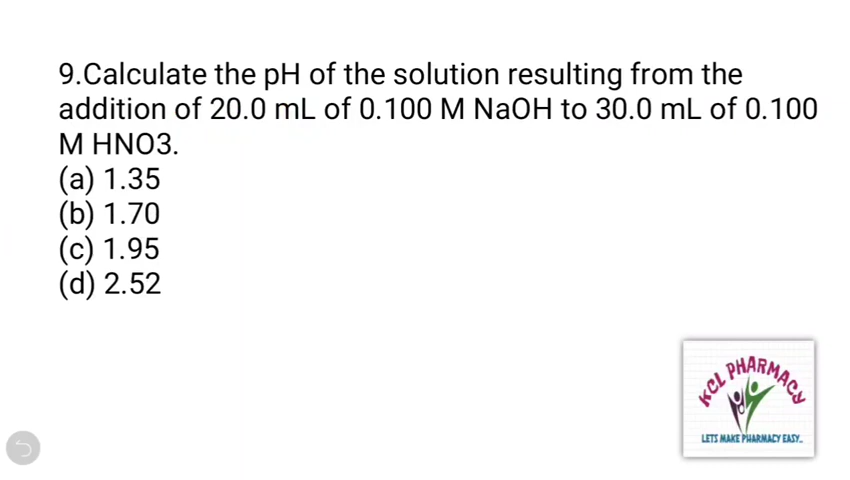 9.Calculate the pH of the solution resulting from the
addition of 20.0 mL of 0.100 M NaOH to 30.0 mL of 0.100
M HNO3.
(a) 1.35
(b) 1.70
(c) 1.95
(d) 2.52
KCL PHARMACY
LETS MAKE PHARMACY EASY..